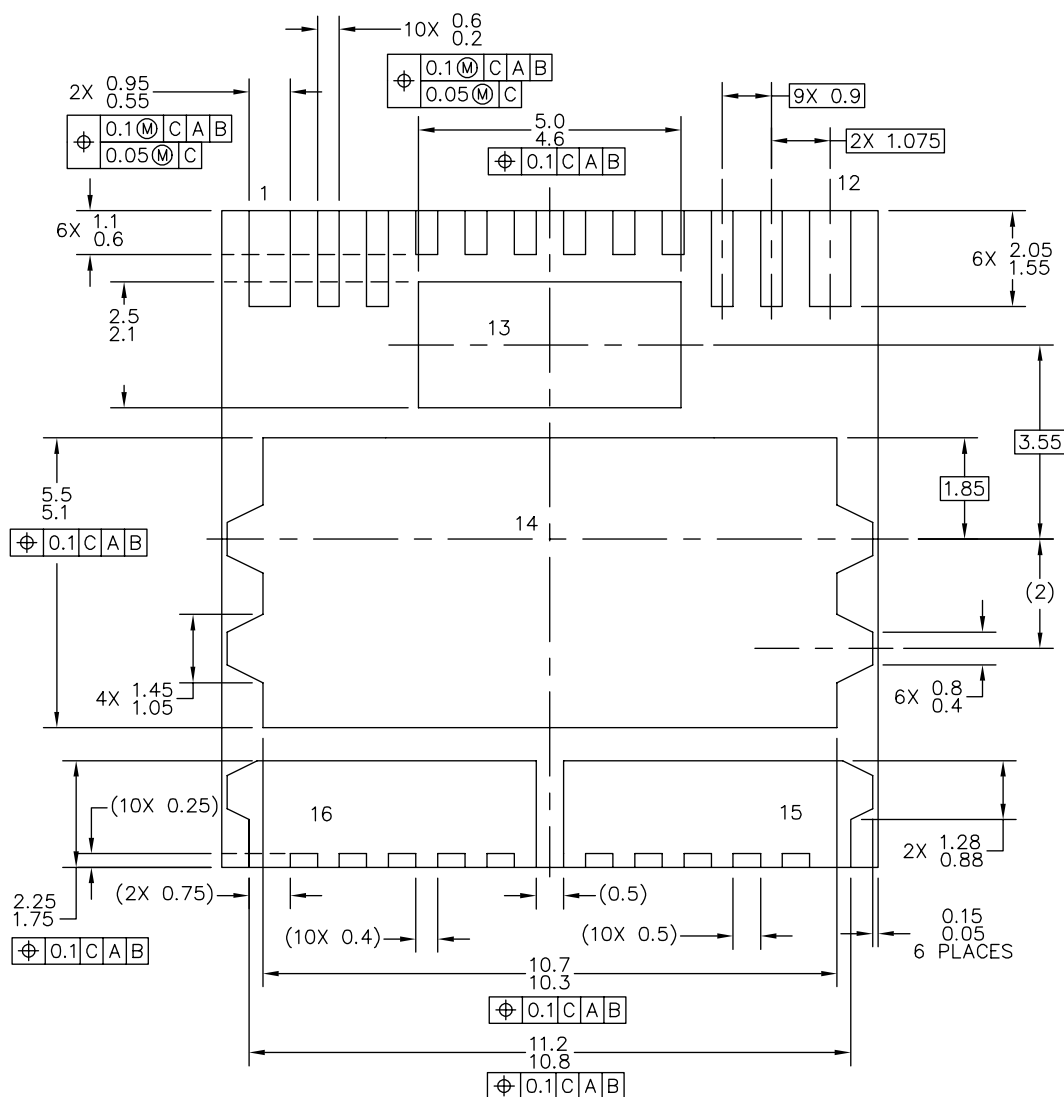 10X 0.6
0.2
⌖ 0.1Ⓜ C A B
0.05Ⓜ C
2X 0.95
0.55
⌖ 0.1Ⓜ C A B
0.05Ⓜ C
5.0
4.6
⌖ 0.1 C A B
9X 0.9
2X 1.075
1
12
6X 1.1
0.6
6X 2.05
1.55
2.5
2.1
13
3.55
1.85
5.5
5.1
⌖ 0.1 C A B
14
(2)
4X 1.45
1.05
6X 0.8
0.4
(10X 0.25)
16
15
2X 1.28
0.88
2.25
1.75
⌖ 0.1 C A B
(2X 0.75)
(0.5)
(10X 0.4)
(10X 0.5)
0.15
0.05
6 PLACES
10.7
10.3
⌖ 0.1 C A B
11.2
10.8
⌖ 0.1 C A B